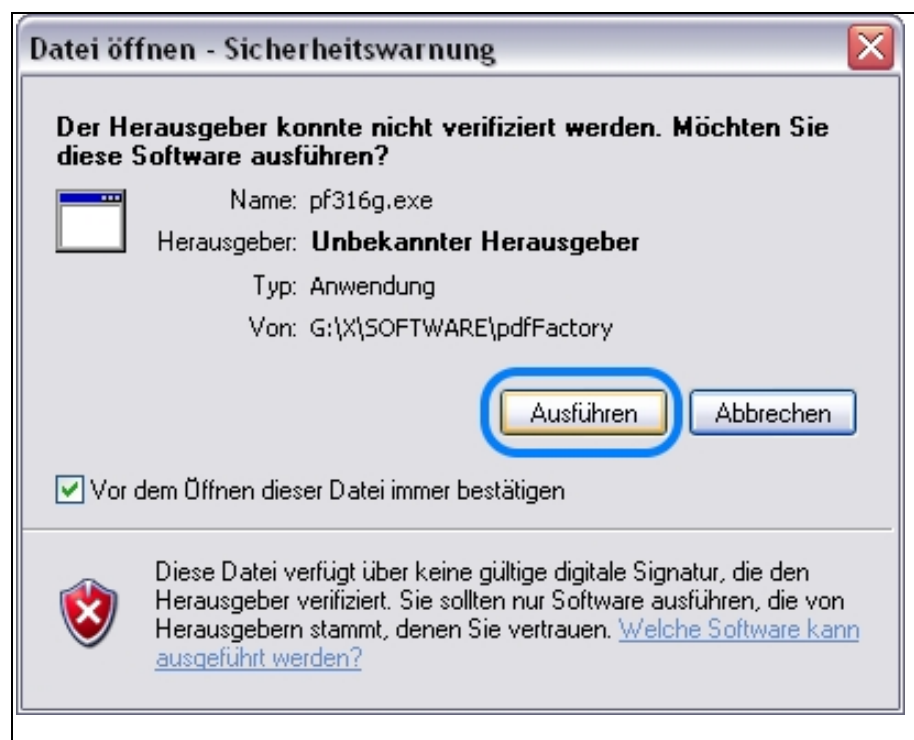 Datei öffnen - Sicherheitswarnung
Der Herausgeber konnte nicht verifiziert werden. Möchten Sie
diese Software ausführen?
Name: pf316g.exe
Herausgeber: Unbekannter Herausgeber
Typ: Anwendung
Von: G:\X\SOFTWARE\pdfFactory
Ausführen Abbrechen
Vor dem Öffnen dieser Datei immer bestätigen
Diese Datei verfügt über keine gültige digitale Signatur, die den
Herausgeber verifiziert. Sie sollten nur Software ausführen, die von
Herausgebern stammt, denen Sie vertrauen. Welche Software kann
ausgeführt werden?